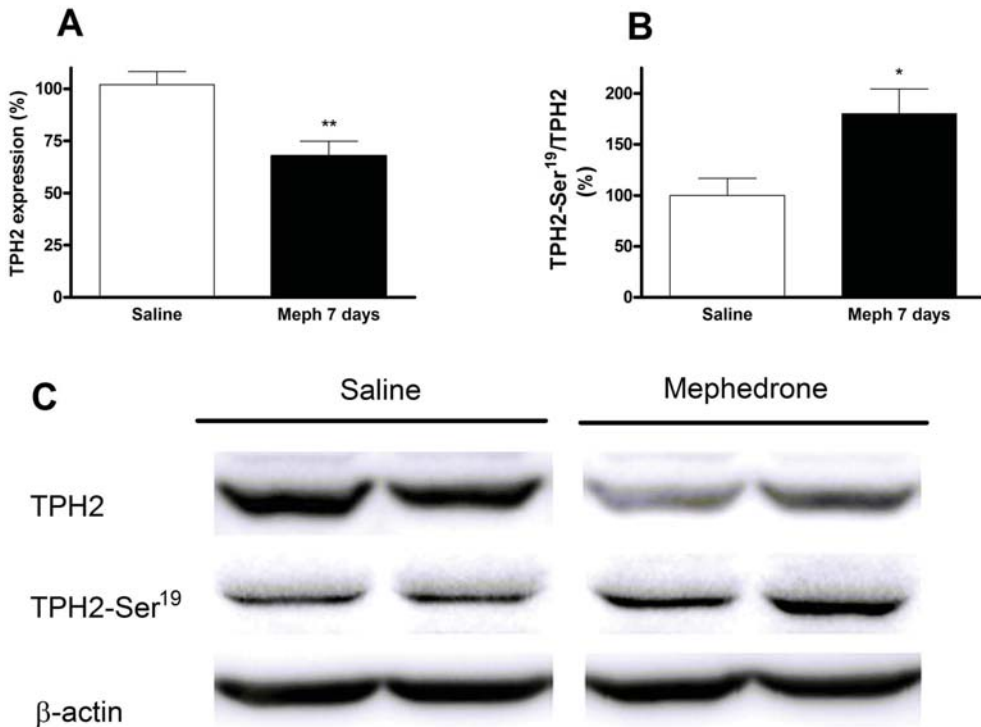 A
TPH2 expression (%)
100
75
50
25
0
**
Saline
Meph 7 days
B
TPH2-Ser¹⁹/TPH2
(%)
200
150
100
50
0
*
Saline
Meph 7 days
C
Saline
Mephedrone
TPH2
TPH2-Ser¹⁹
β-actin